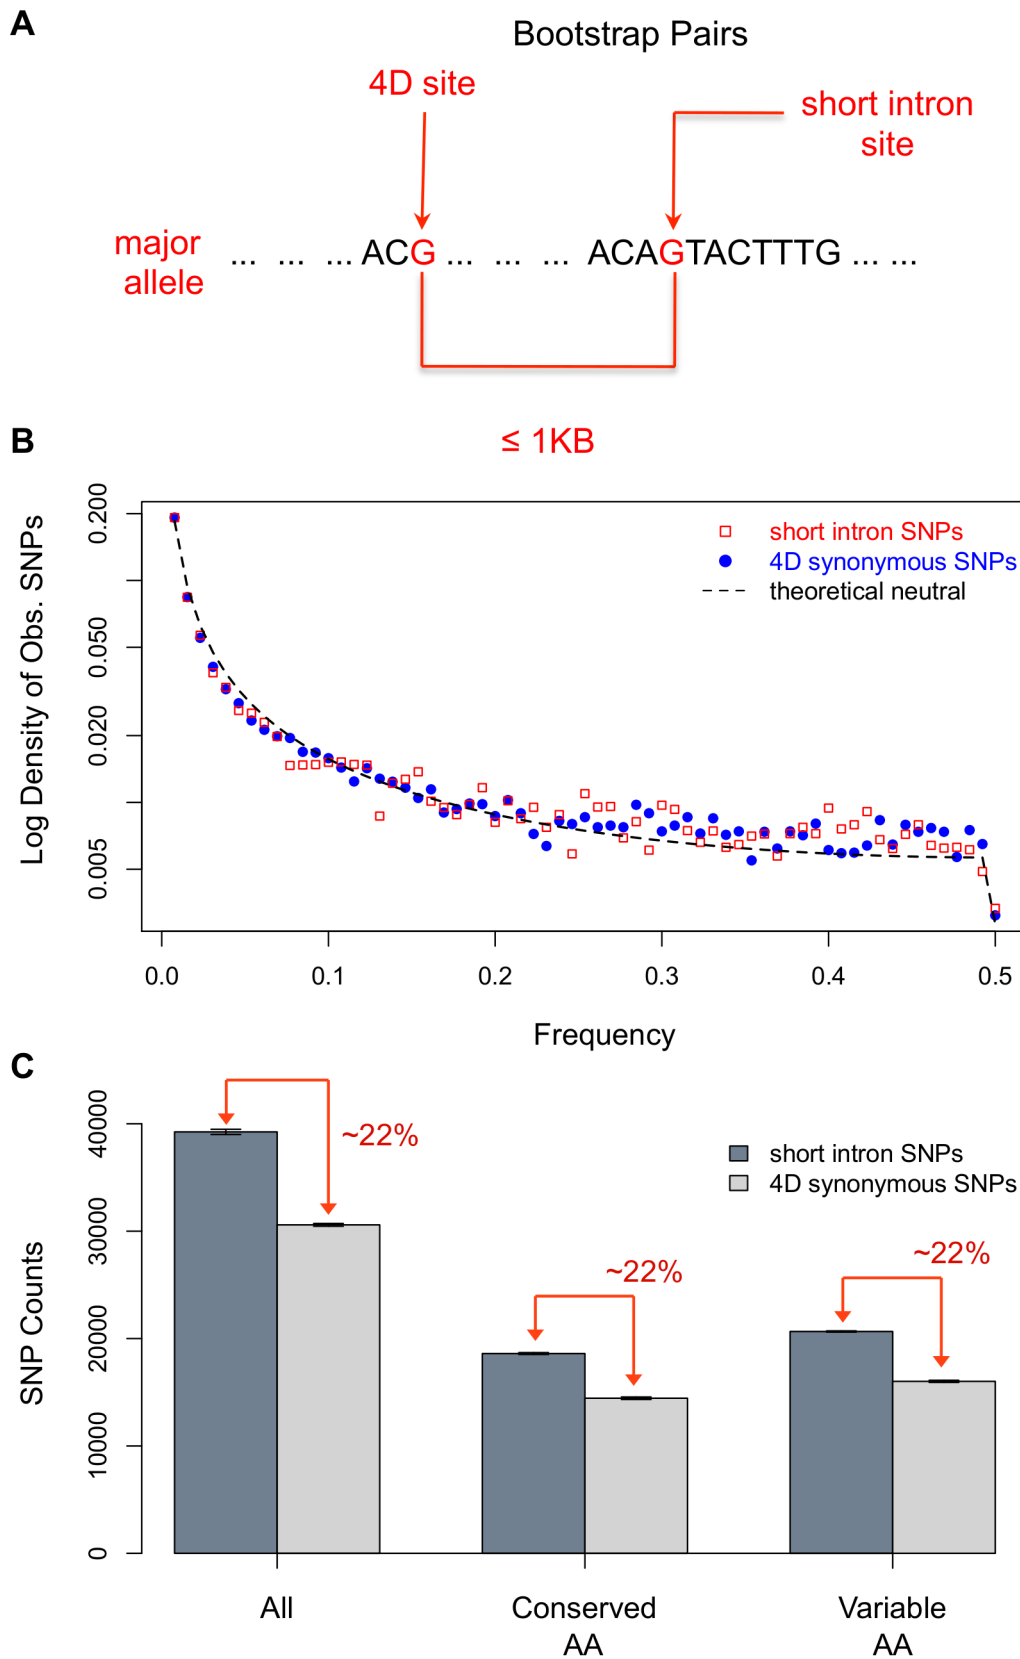 A
Bootstrap Pairs
4D site
short intron
site
major
allele
... ... ... ACG ... ... ... ACAGTACTTTG ... ...
B
≤ 1KB
Log Density of Obs. SNPs
0.200
0.050
0.020
0.005
short intron SNPs
4D synonymous SNPs
theoretical neutral
0.0 0.1 0.2 0.3 0.4 0.5
Frequency
C
SNP Counts
40000
30000
20000
10000
0
~22%
~22%
~22%
short intron SNPs
4D synonymous SNPs
All
Conserved
AA
Variable
AA